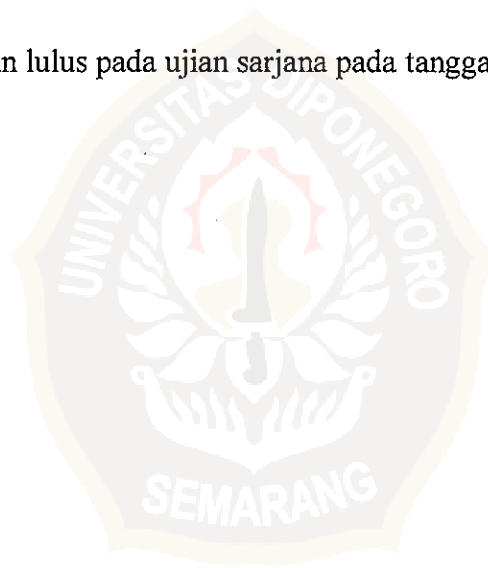 n lulus pada ujian sarjana pada tangga
UNIVERSITAS DIPONEGORO
SEMARANG